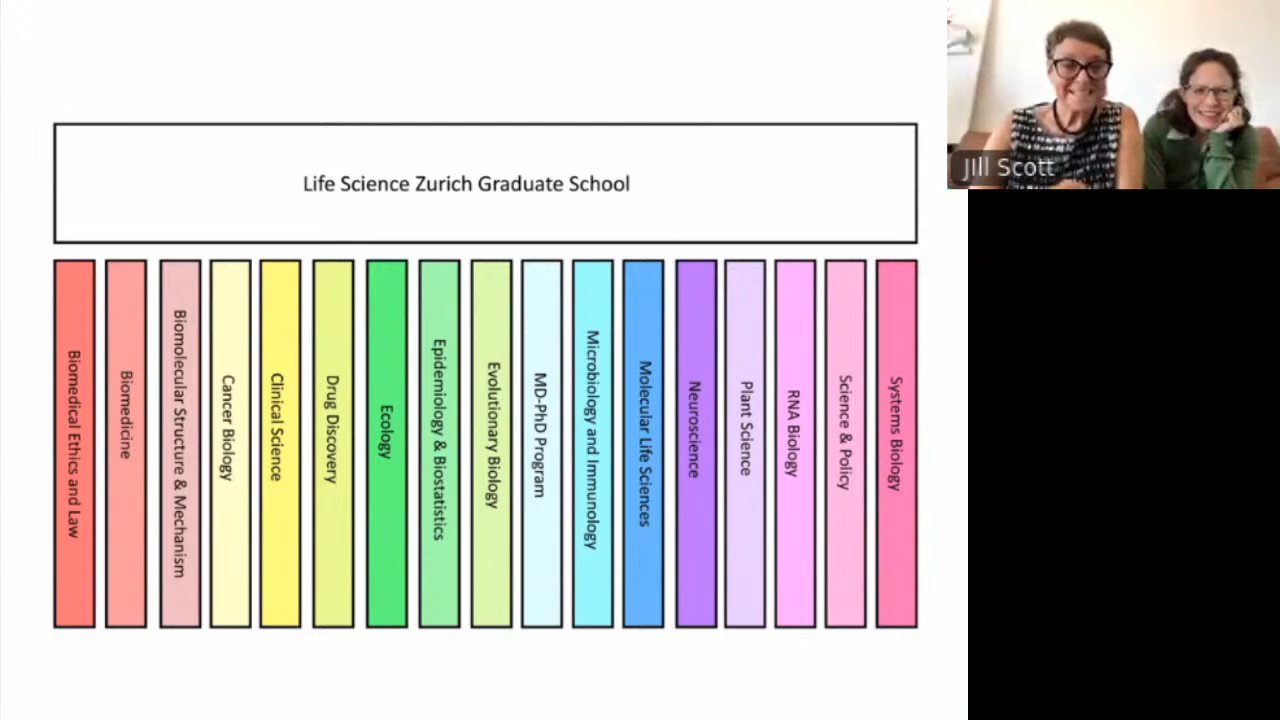 Life Science Zurich Graduate School
Biomedical Ethics and Law
Biomedicine
Biomolecular Structure & Mechanism
Cancer Biology
Clinical Science
Drug Discovery
Ecology
Epidemiology & Biostatistics
Evolutionary Biology
MD-PhD Program
Microbiology and Immunology
Molecular Life Sciences
Neuroscience
Plant Science
RNA Biology
Science & Policy
Systems Biology
JIll Scott